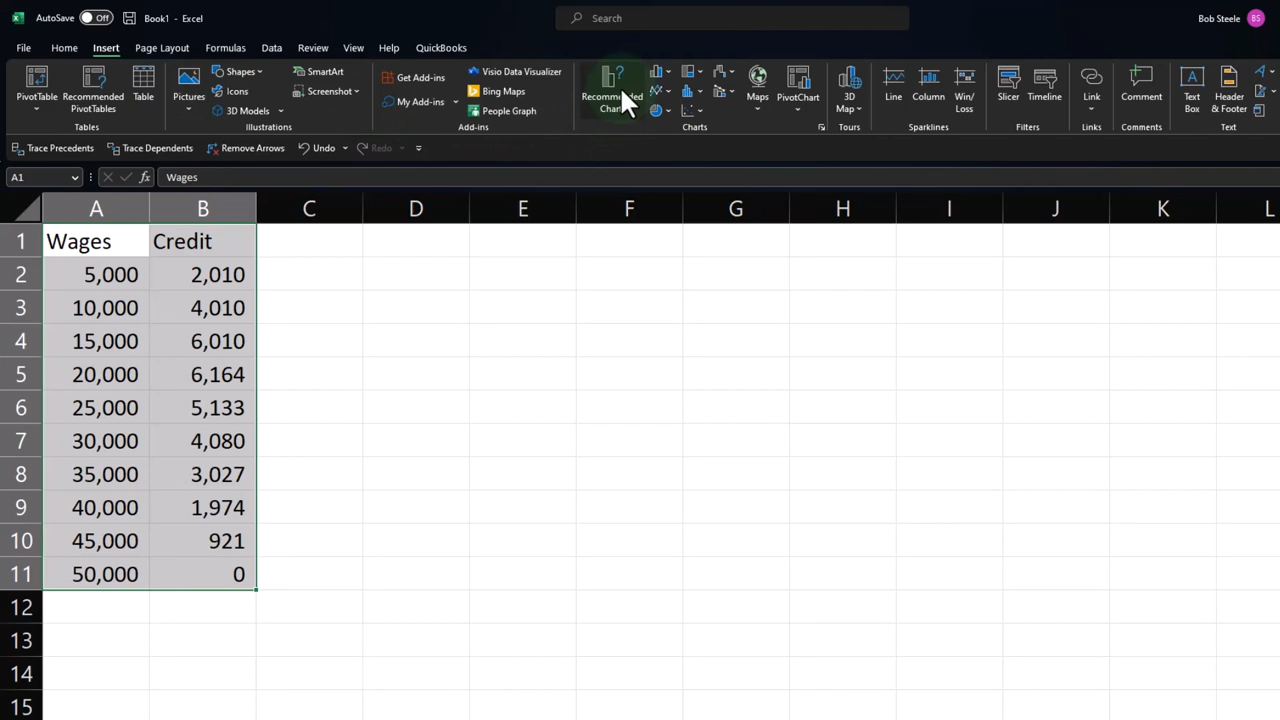 AutoSave Off Book1 - Excel Search Bob Steele BS
File Home Insert Page Layout Formulas Data Review View Help QuickBooks
PivotTable Recommended PivotTables Table Tables
Pictures Shapes Icons 3D Models SmartArt Screenshot Illustrations
Get Add-ins My Add-ins Visio Data Visualizer Bing Maps People Graph Add-ins
Recommended Charts Maps PivotChart Charts
3D Map Tours
Line Column Win/Loss Sparklines
Slicer Timeline Filters
Link Links
Comment Comments
Text Box Header & Footer Text
Trace Precedents Trace Dependents Remove Arrows Undo Redo
A1 fx Wages
A B C D E F G H I J K L
1 Wages Credit
2 5,000 2,010
3 10,000 4,010
4 15,000 6,010
5 20,000 6,164
6 25,000 5,133
7 30,000 4,080
8 35,000 3,027
9 40,000 1,974
10 45,000 921
11 50,000 0
12
13
14
15